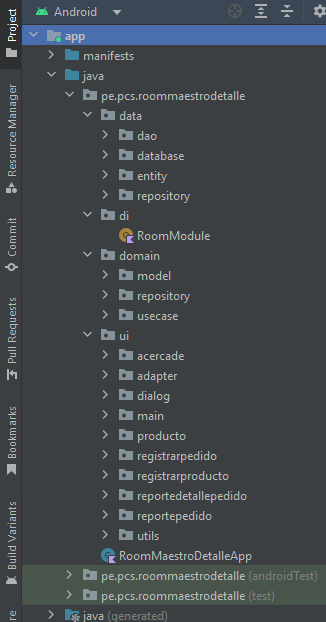 Project
Resource Manager
Commit
Pull Requests
Bookmarks
Build Variants
Android
app
manifests
java
pe.pcs.roommaestrodetalle
data
dao
database
entity
repository
di
RoomModule
domain
model
repository
usecase
ui
acercade
adapter
dialog
main
producto
registrarpedido
registrarproducto
reportedetallepedido
reportepedido
utils
RoomMaestroDetalleApp
pe.pcs.roommaestrodetalle (androidTest)
pe.pcs.roommaestrodetalle (test)
java (generated)